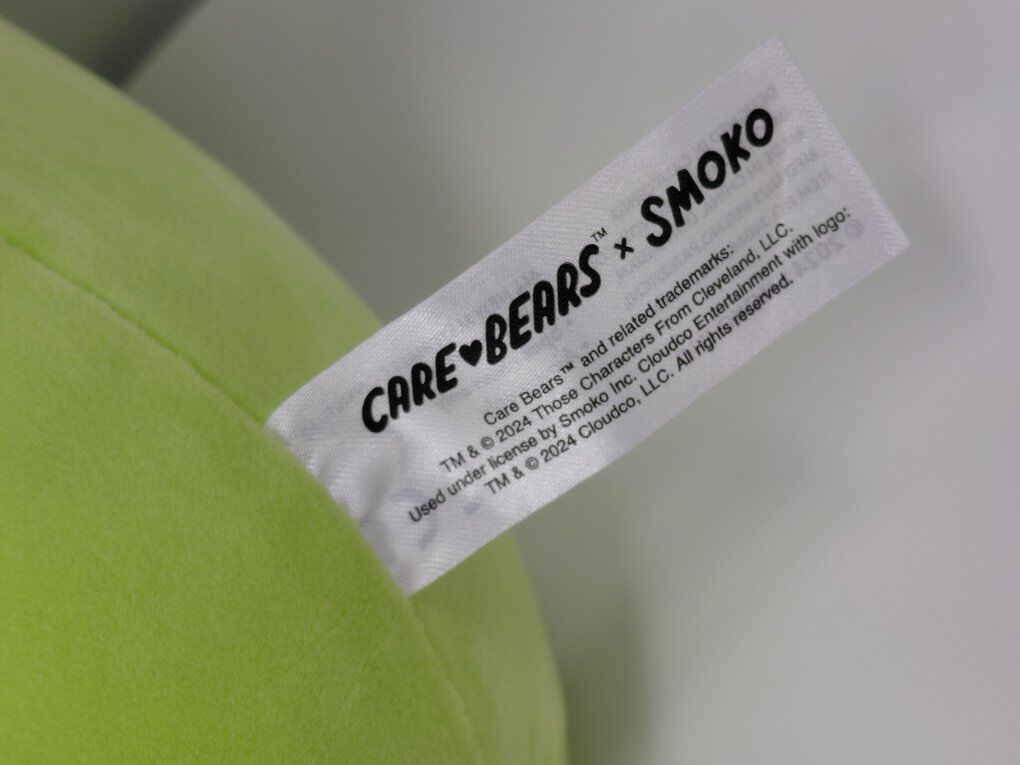 CARE♥BEARS™ × SMOKO
Care Bears™ and related trademarks:
TM & © 2024 Those Characters From Cleveland, LLC.
Used under license by Smoko Inc. Cloudco Entertainment with logo:
TM & © 2024 Cloudco, LLC. All rights reserved.